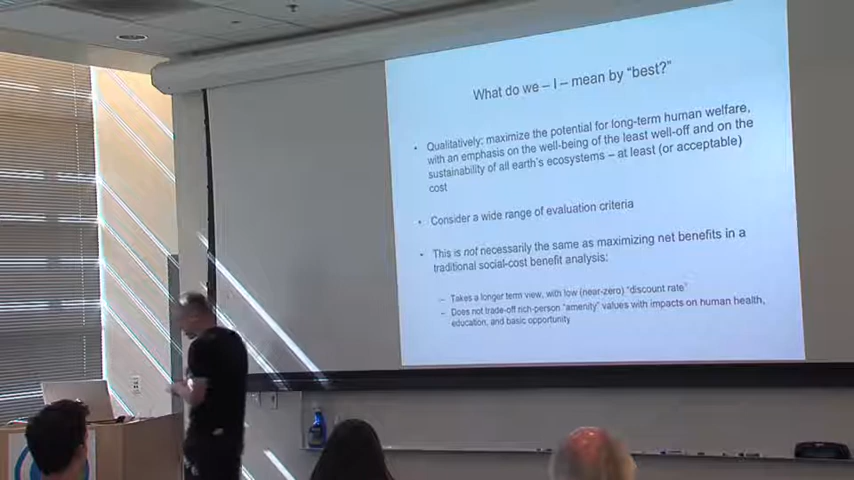 What do we – I – mean by "best?"
• Qualitatively: maximize the potential for long-term human welfare,
with an emphasis on the well-being of the least well-off and on the
sustainability of all earth's ecosystems – at least (or acceptable)
cost
• Consider a wide range of evaluation criteria
• This is not necessarily the same as maximizing net benefits in a
traditional social-cost benefit analysis:
– Takes a longer term view, with low (near-zero) "discount rate"
– Does not trade-off rich-person "amenity" values with impacts on human health,
education, and basic opportunity